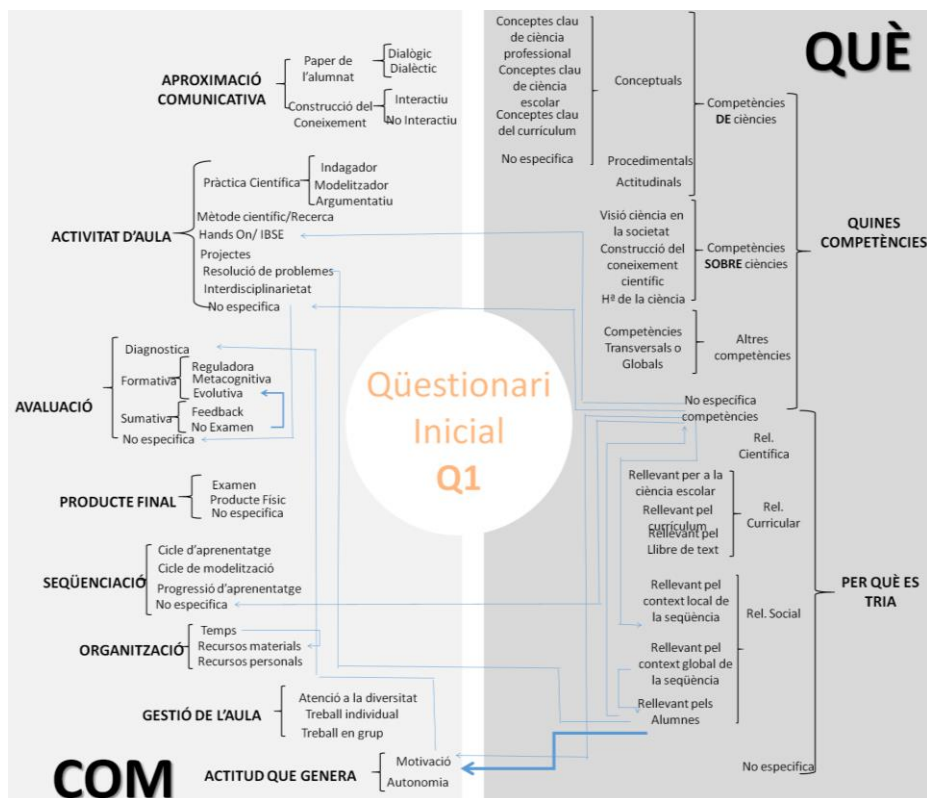 QUÈ
Conceptes clau
de ciència
professional
Conceptes clau
de ciència
escolar
Conceptes clau
del currículum
No especifica
Conceptuals
Procedimentals
Actitudinals
Competències
DE ciències
Visió ciència en
la societat
Construcció del
coneixement
científic
Hª de la ciència
Competències
SOBRE ciències
Competències
Transversals o
Globals
Altres
competències
QUINES
COMPETÈNCIES
No especifica
competències
Rel.
Científica
Rellevant per a la
ciència escolar
Rellevant pel
currículum
Rellevant pel
Llibre de text
Rel.
Curricular
Rellevant pel
context local de
la seqüència
Rellevant pel
context global de
la seqüència
Rellevant pels
Alumnes
Rel. Social
No especifica
PER QUÈ ES
TRIA
Qüestionari
Inicial
Q1
APROXIMACIÓ
COMUNICATIVA
Paper de
l'alumnat
Dialògic
Dialèctic
Construcció del
Coneixement
Interactiu
No Interactiu
ACTIVITAT D'AULA
Pràctica Científica
Indagador
Modelitzador
Argumentatiu
Mètode científic/Recerca
Hands On/ IBSE
Projectes
Resolució de problemes
Interdisciplinarietat
No especifica
AVALUACIÓ
Diagnostica
Formativa
Reguladora
Metacognitiva
Evolutiva
Sumativa
Feedback
No Examen
No especifica
PRODUCTE FINAL
Examen
Producte Físic
No especifica
SEQÜENCIACIÓ
Cicle d'aprenentatge
Cicle de modelització
Progressió d'aprenentatge
No especifica
ORGANITZACIÓ
Temps
Recursos materials
Recursos personals
GESTIÓ DE L'AULA
Atenció a la diversitat
Treball individual
Treball en grup
ACTITUD QUE GENERA
Motivació
Autonomia
COM